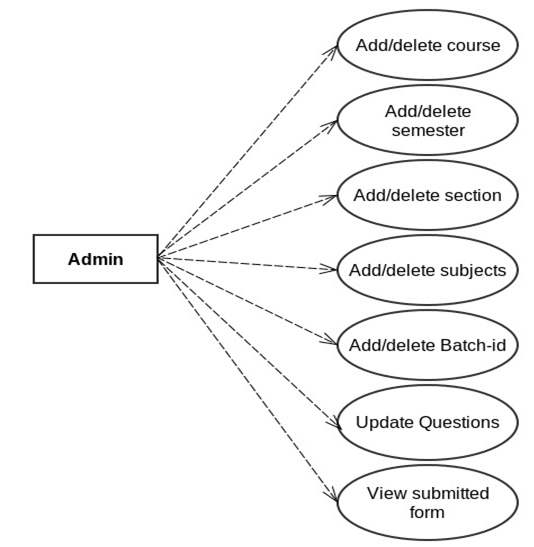 Add/delete course
Add/delete
semester
Add/delete section
Admin
Add/delete subjects
Add/delete Batch-id
Update Questions
View submitted
form